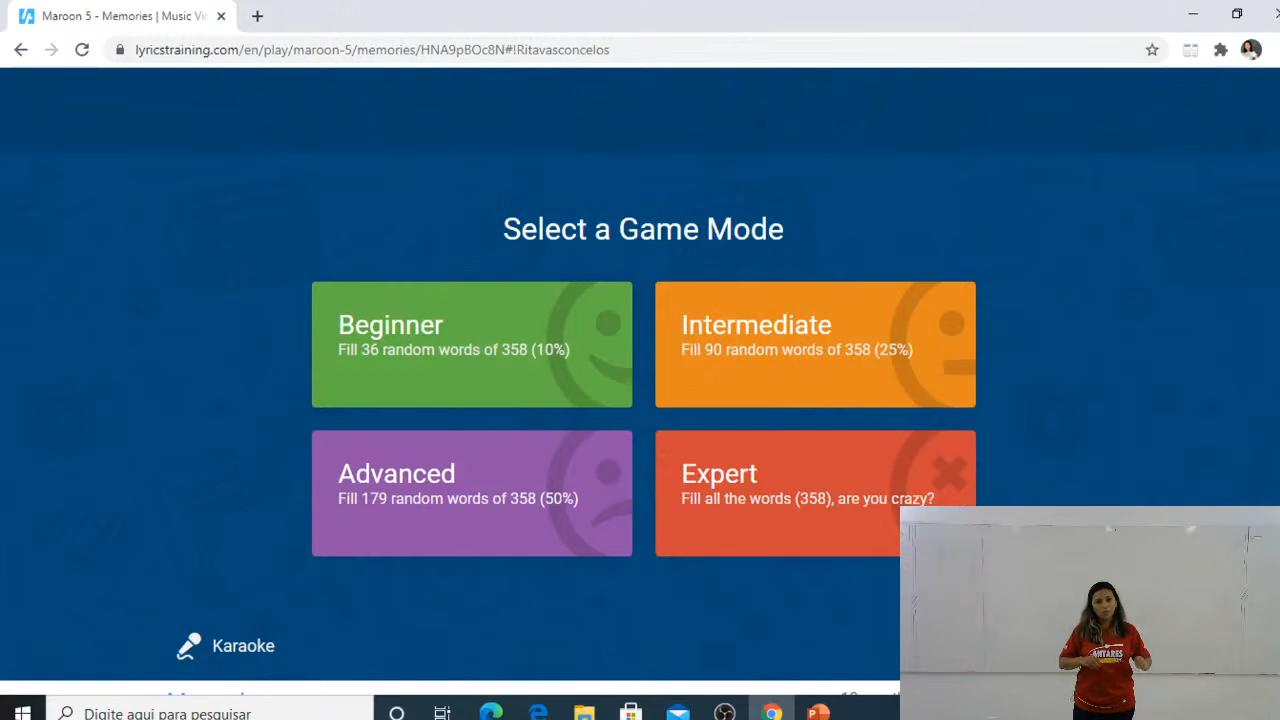 Maroon 5 - Memories | Music Vi
lyricstraining.com/en/play/maroon-5/memories/HNA9pBOc8N#!Ritavasconcelos
Select a Game Mode
Beginner
Fill 36 random words of 358 (10%)
Intermediate
Fill 90 random words of 358 (25%)
Advanced
Fill 179 random words of 358 (50%)
Expert
Fill all the words (358), are you crazy?
ANTARES
Karaoke
Digite aqui para pesquisar